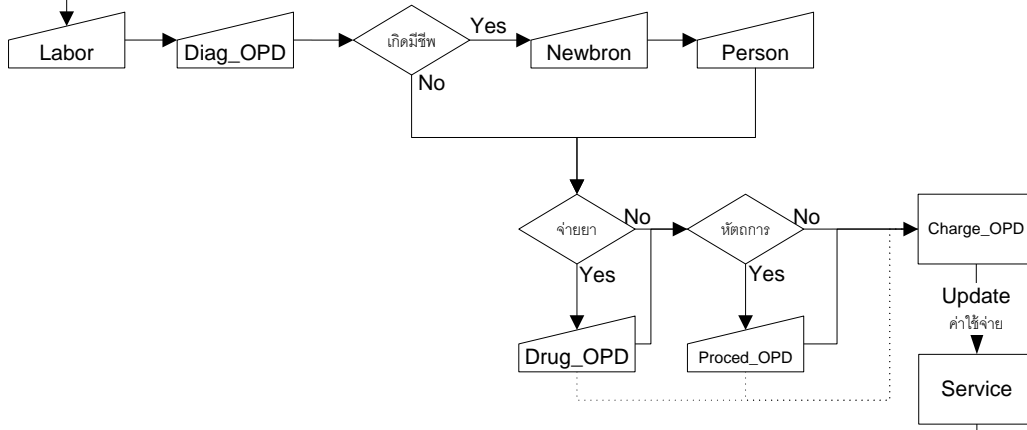 Labor
Diag_OPD
เกิดมีชีพ
Yes
Newbron
Person
No
จ่ายยา
No
หัตถการ
No
Charge_OPD
Yes
Yes
Update
ค่าใช้จ่าย
Drug_OPD
Proced_OPD
Service